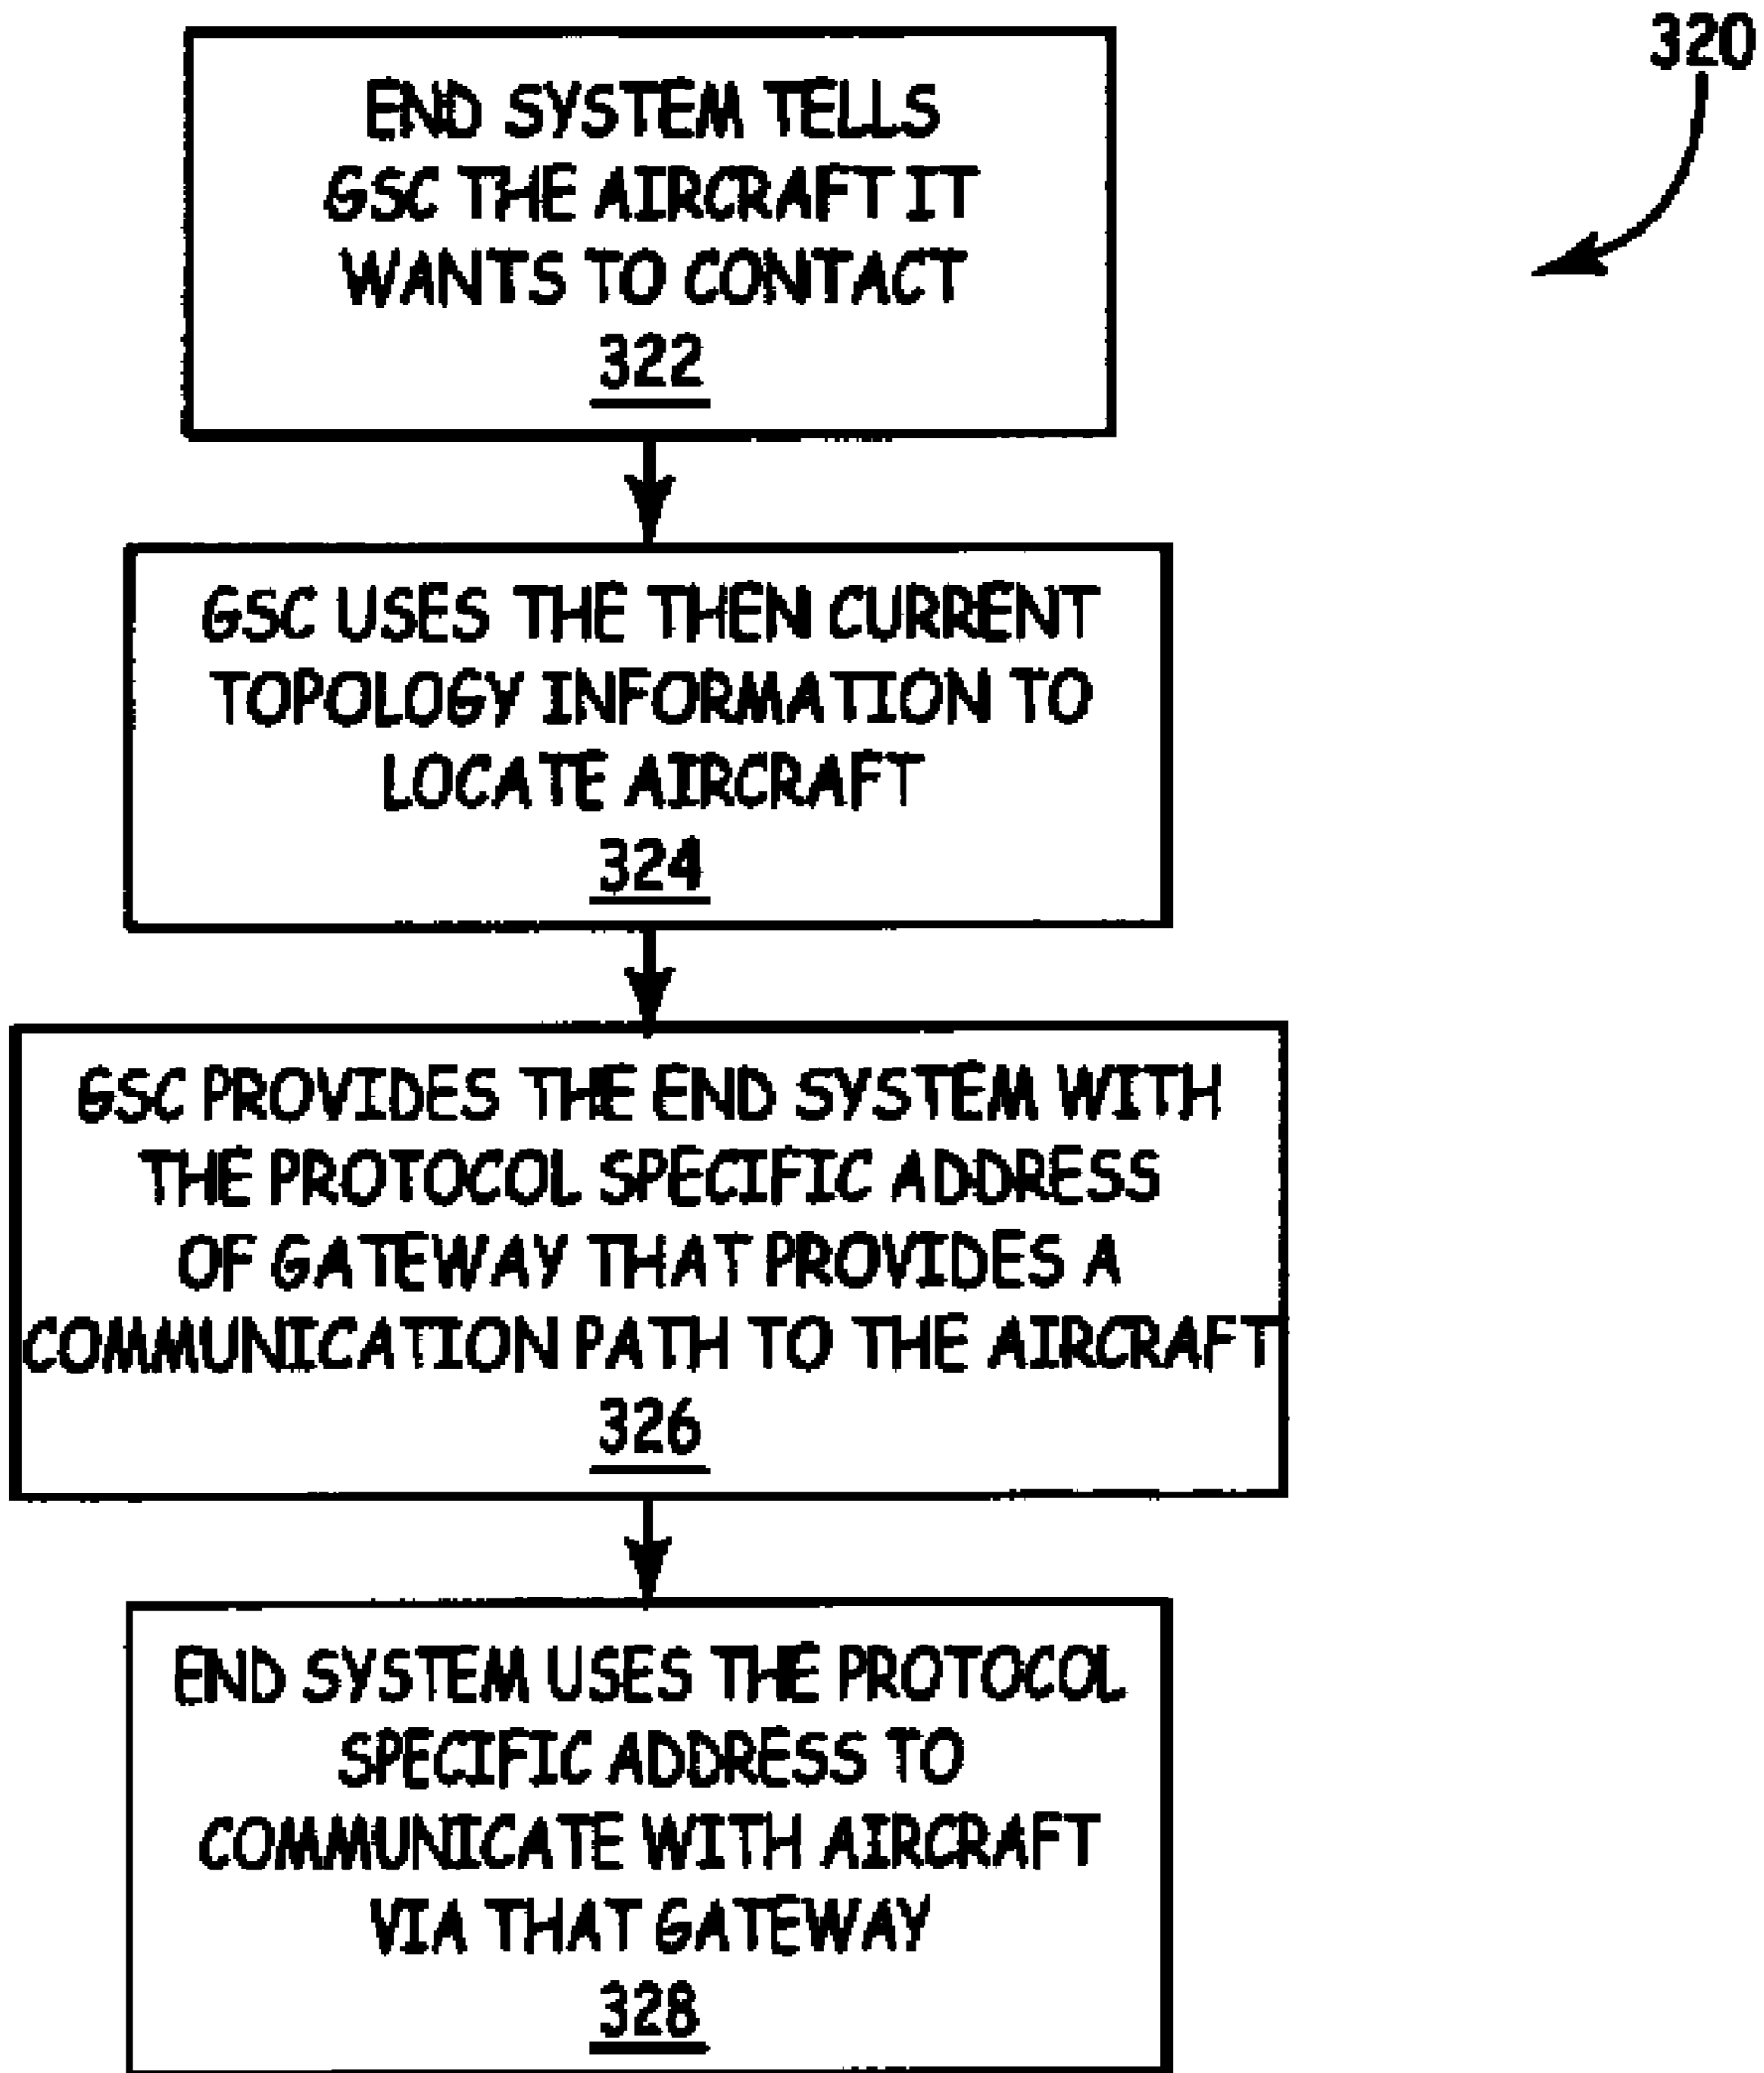 320
END SYSTEM TELLS
GSC THE AIRCRAFT IT
WANTS TO CONTACT
322
GSC USES THE THEN CURRENT
TOPOLOGY INFORMATION TO
LOCATE AIRCRAFT
324
GSC PROVIDES THE END SYSTEM WITH
THE PROTOCOL SPECIFIC ADDRESS
OF GATEWAY THAT PROVIDES A
COMMUNICATION PATH TO THE AIRCRAFT
326
END SYSTEM USES THE PROTOCOL
SPECIFIC ADDRESS TO
COMMUNICATE WITH AIRCRAFT
VIA THAT GATEWAY
328